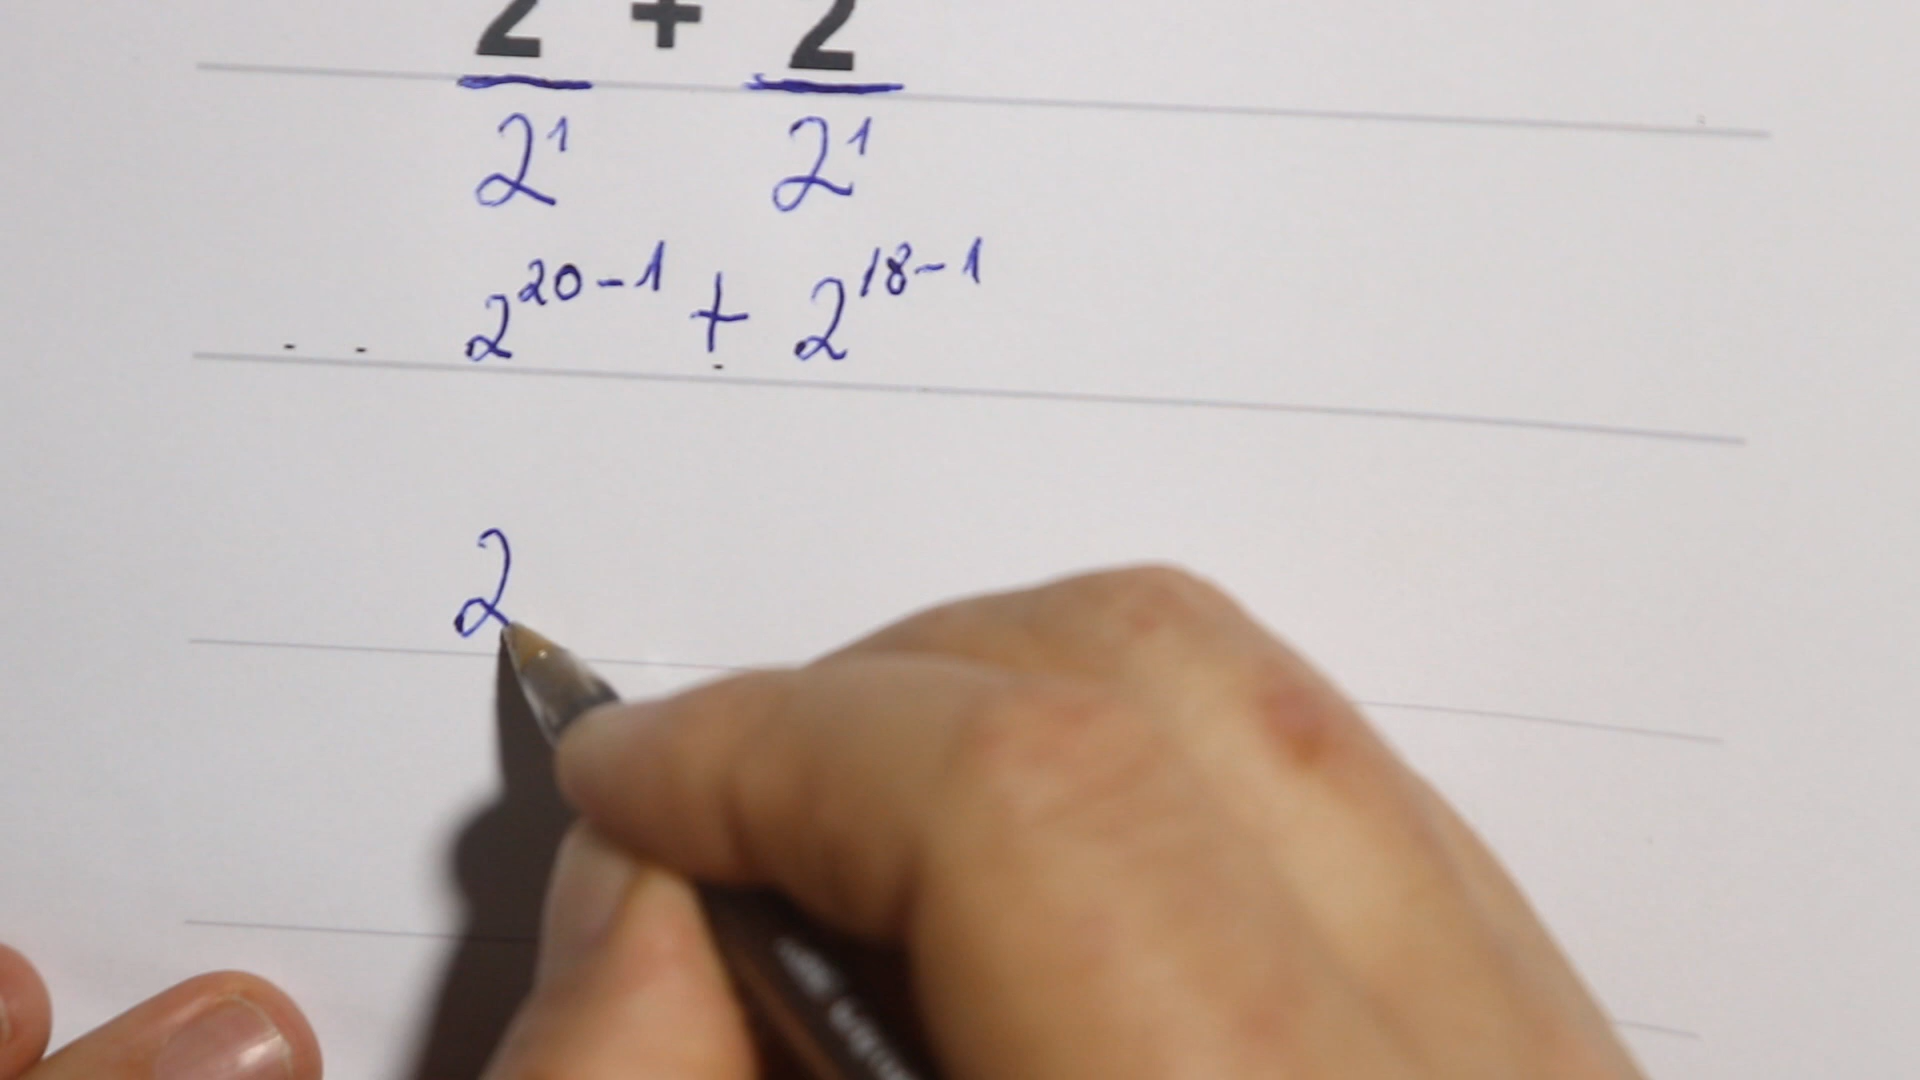 2 + 2
2¹ 2¹
2²⁰⁻¹ + 2¹⁸⁻¹
2